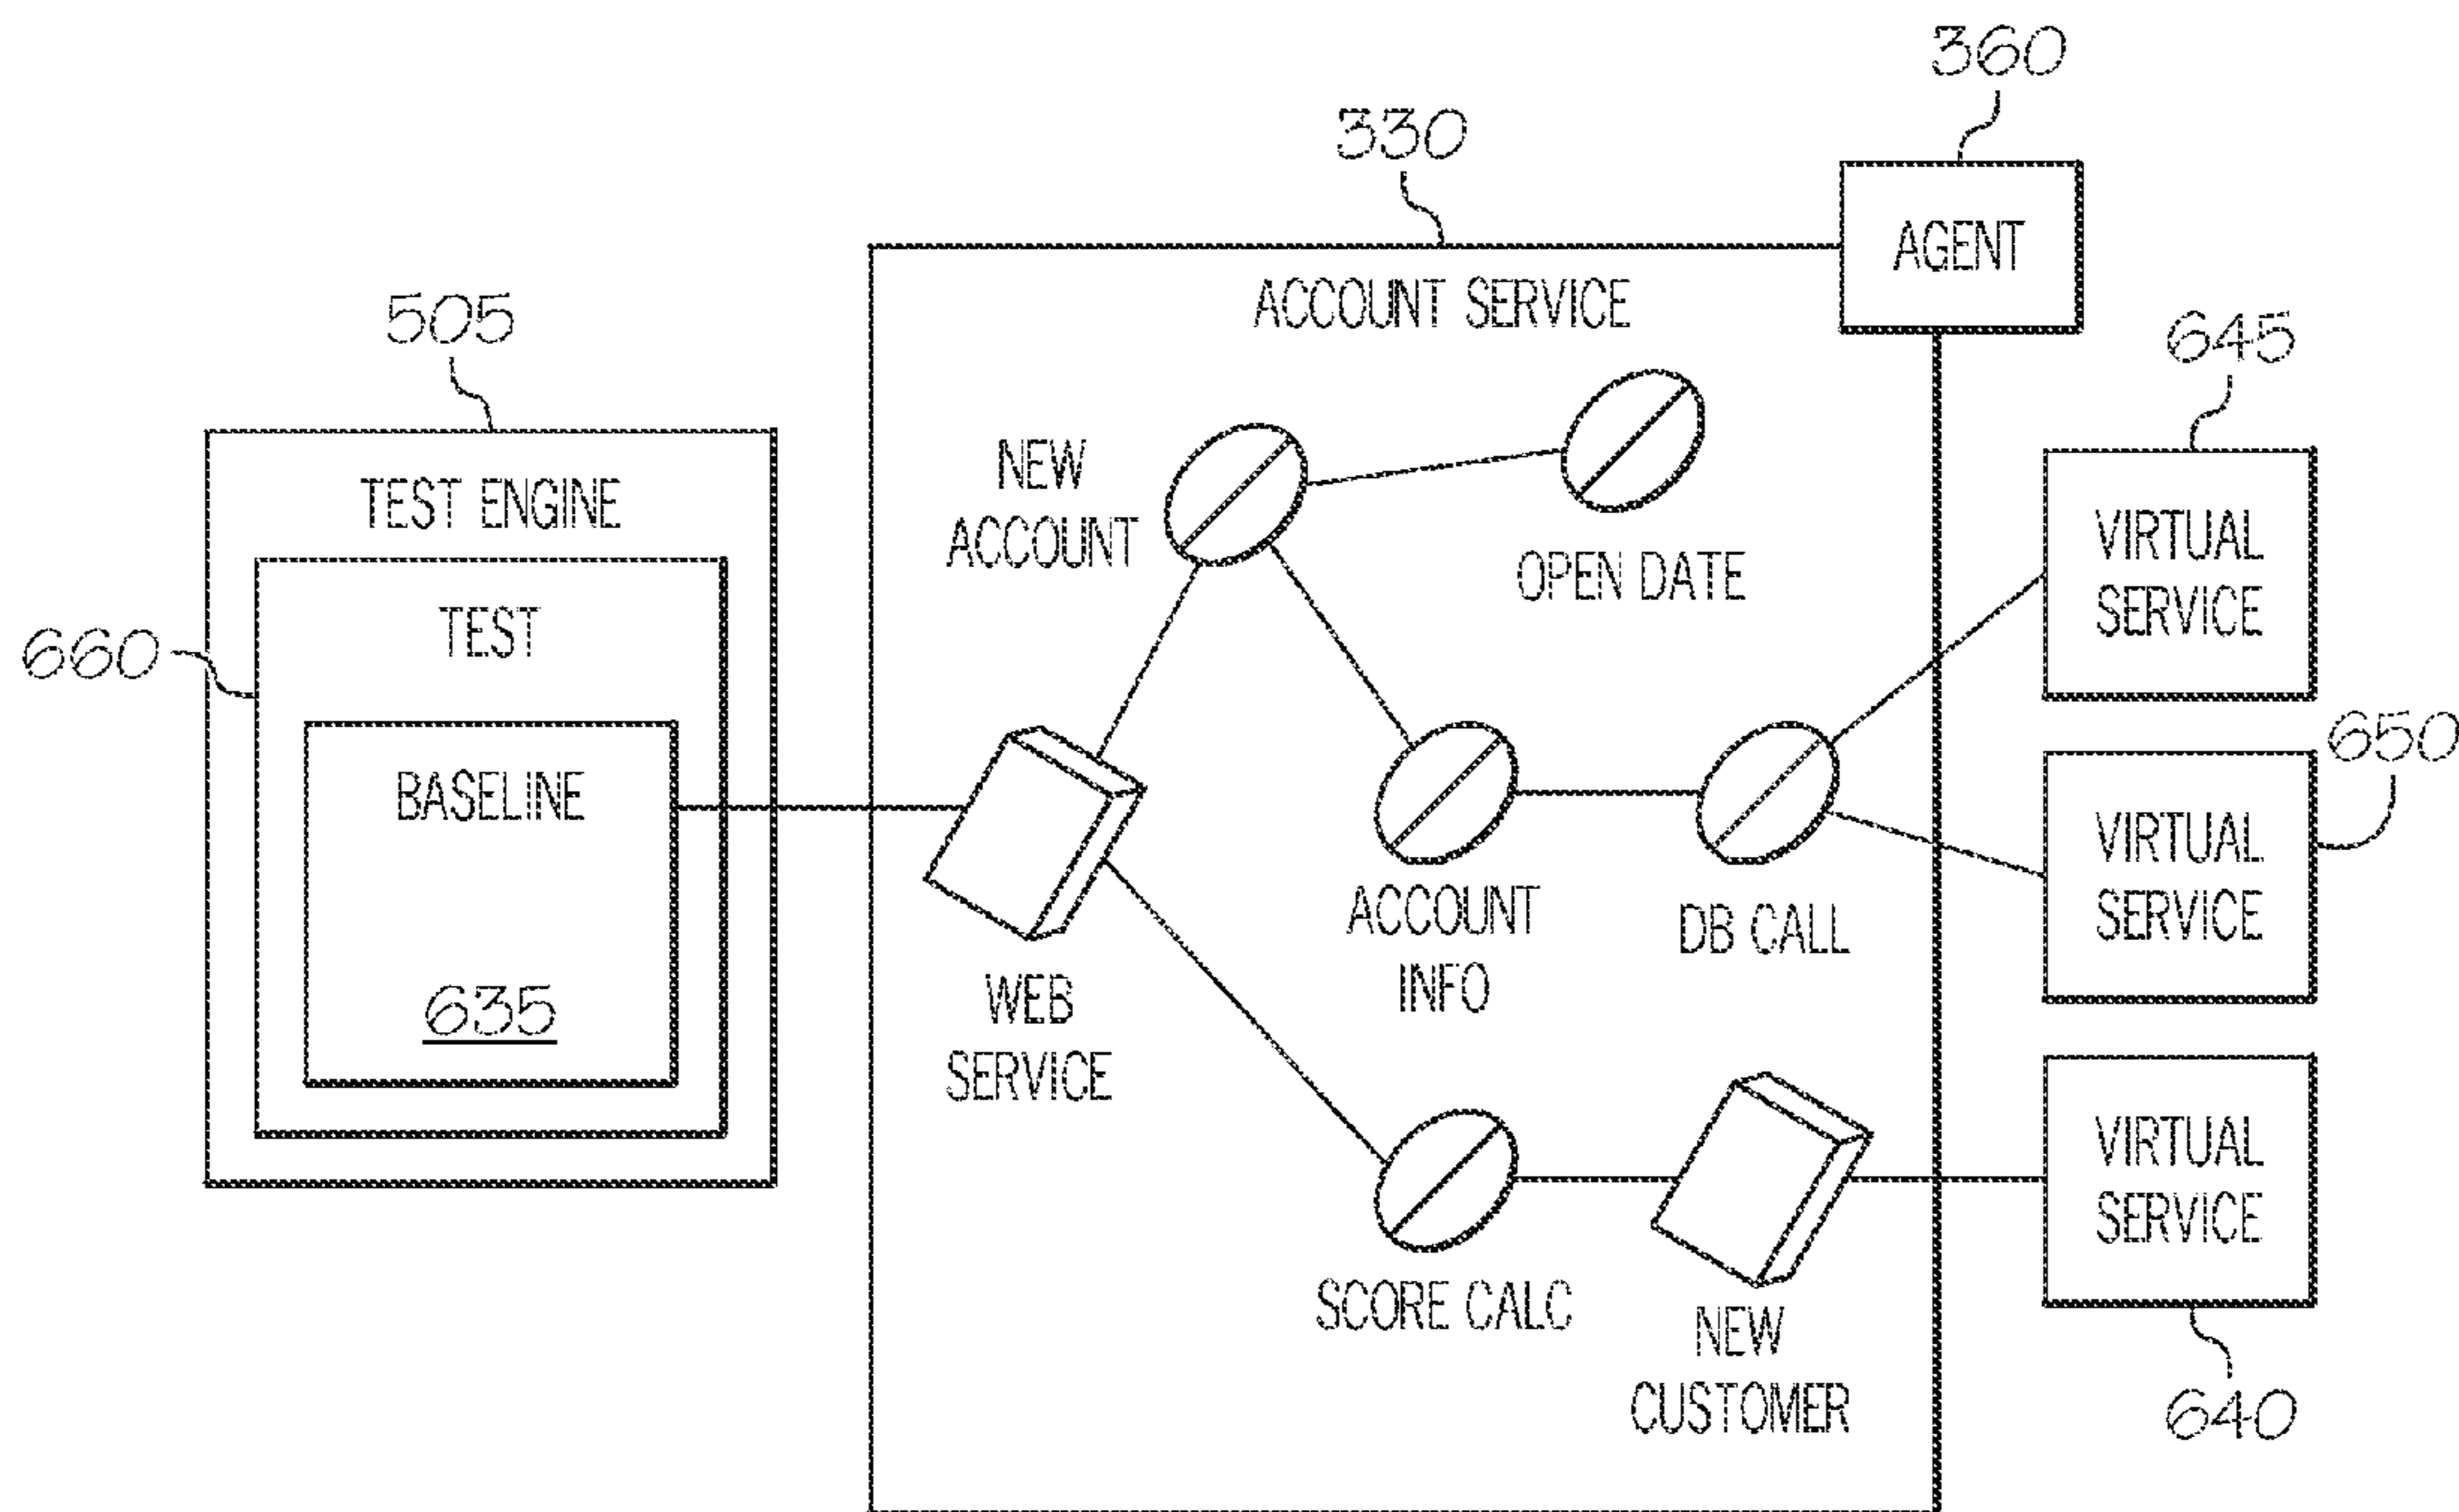 360
330
AGENT
ACCOUNT SERVICE
505
645
NEW
ACCOUNT
TEST ENGINE
OPEN DATE
VIRTUAL
SERVICE
660
TEST
650
BASELINE
VIRTUAL
SERVICE
ACCOUNT
INFO
DB CALL
635
WEB
SERVICE
VIRTUAL
SERVICE
SCORE CALC
NEW
CUSTOMER
640